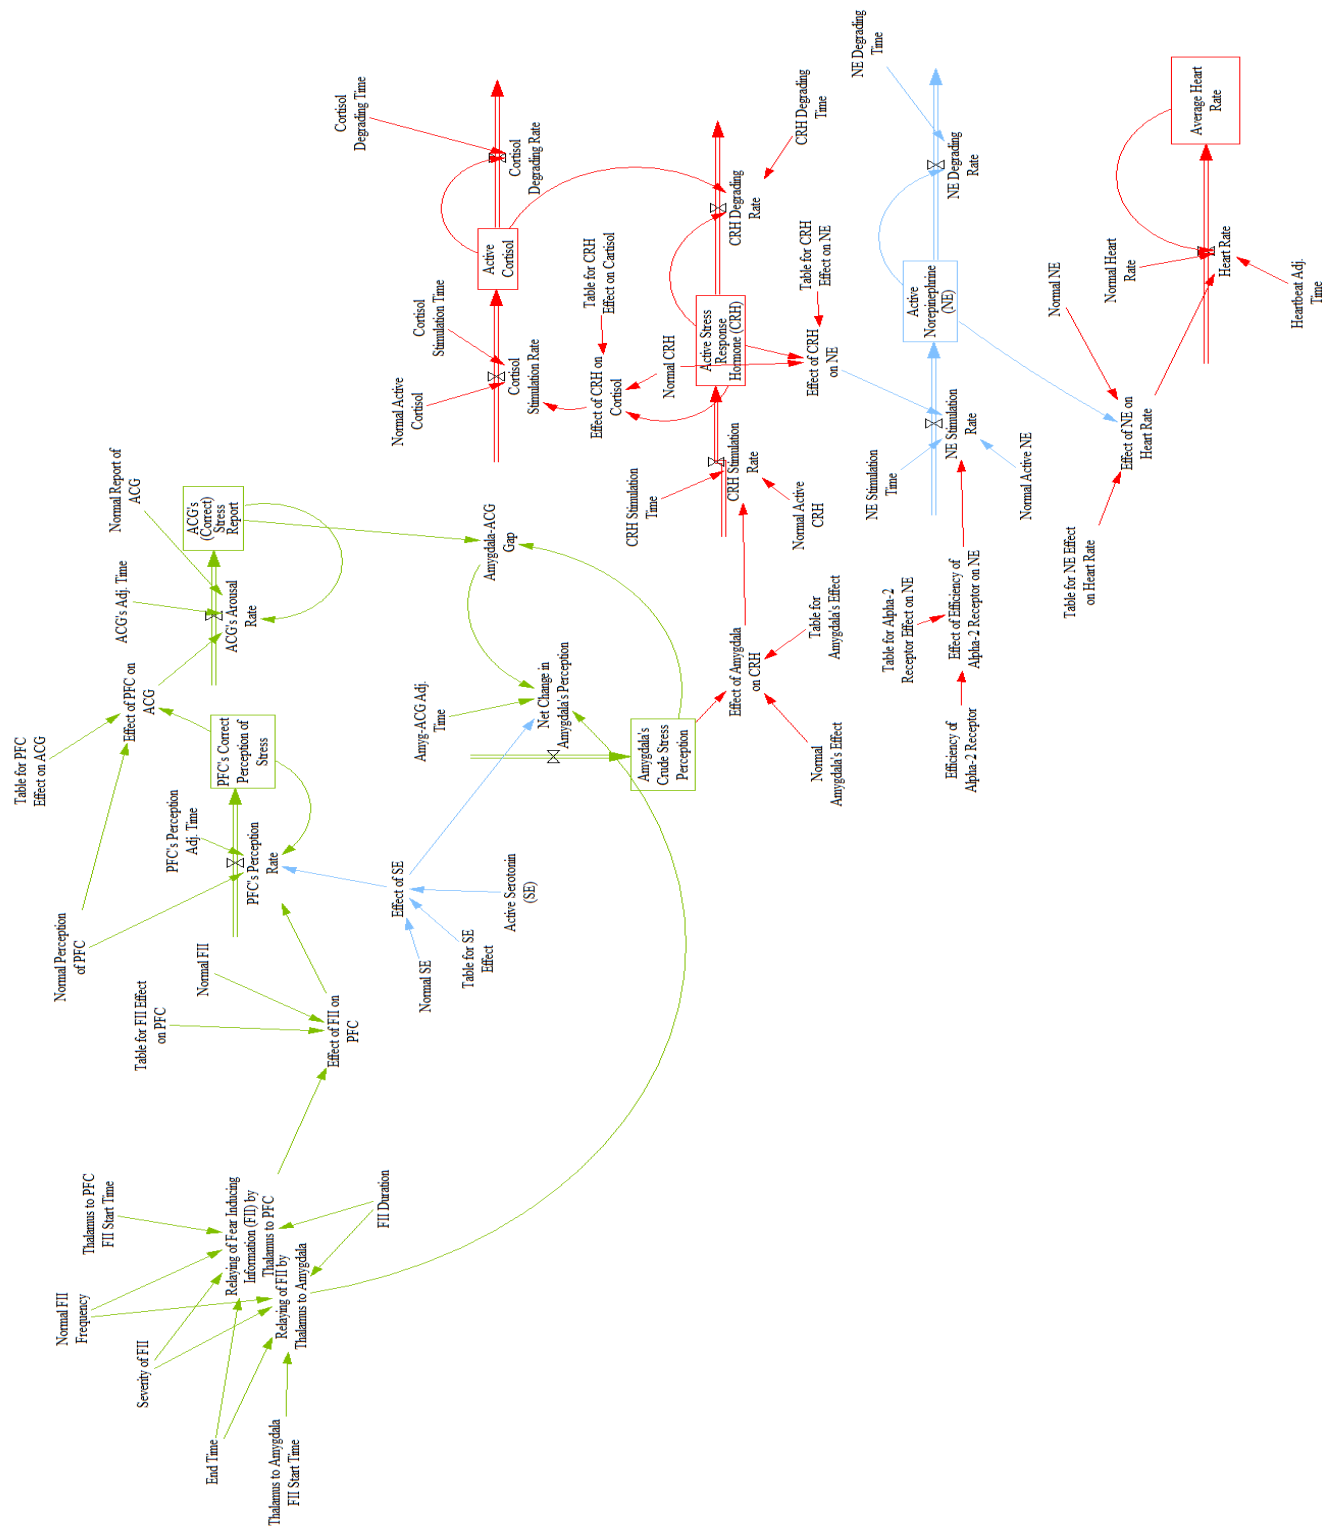 Thalamus to Amygdala
FII Start Time
End Time
Severity of FII
Normal FII
Frequency
Thalamus to PFC
FII Start Time
Relaying of Fear Inducing
Information (FII) by
Thalamus to PFC
Relaying of FII by
Thalamus to Amygdala
FII Duration
Table for FII Effect
on PFC
Normal FII
Effect of FII on
PFC
Normal Perception
of PFC
Table for PFC
Effect on ACG
PFC's Perception
Adj. Time
PFC's Perception
Rate
PFC's Correct
Perception of
Stress
Effect of PFC on
ACG
ACG's Adj. Time
Normal Report of
ACG
ACG's Arousal
Rate
ACG's
(Correct)
Stress
Report
Normal SE
Table for SE
Effect
Active Serotonin
(SE)
Effect of SE
Amyg-ACG Adj.
Time
Net Change in
Amygdala's Perception
Amygdala-ACG
Gap
Amygdala's
Crude Stress
Perception
Normal
Amygdala's Effect
Table for
Amygdala's Effect
Effect of Amygdala
on CRH
Normal Active
Cortisol
Cortisol
Stimulation Time
Cortisol
Stimulation Rate
Active
Cortisol
Cortisol
Degrading Time
Cortisol
Degrading Rate
Table for CRH
Effect on Cartisol
Effect of CRH on
Cortisol
Normal CRH
CRH Stimulation
Time
CRH Stimulation
Rate
Normal Active
CRH
Active Stress
Response
Hormone (CRH)
CRH Degrading
Rate
CRH Degrading
Time
Table for CRH
Effect on NE
Effect of CRH
on NE
Efficiency of
Alpha-2 Receptor
Table for Alpha-2
Receptor Effect on NE
Effect of Efficiency of
Alpha-2 Receptor on NE
NE Stimulation
Time
NE Stimulation
Rate
Normal Active NE
Active
Norepinephrine
(NE)
NE Degrading
Time
NE Degrading
Rate
Table for NE Effect
on Heart Rate
Normal NE
Effect of NE on
Heart Rate
Normal Heart
Rate
Heart Rate
Heartbeat Adj.
Time
Average Heart
Rate